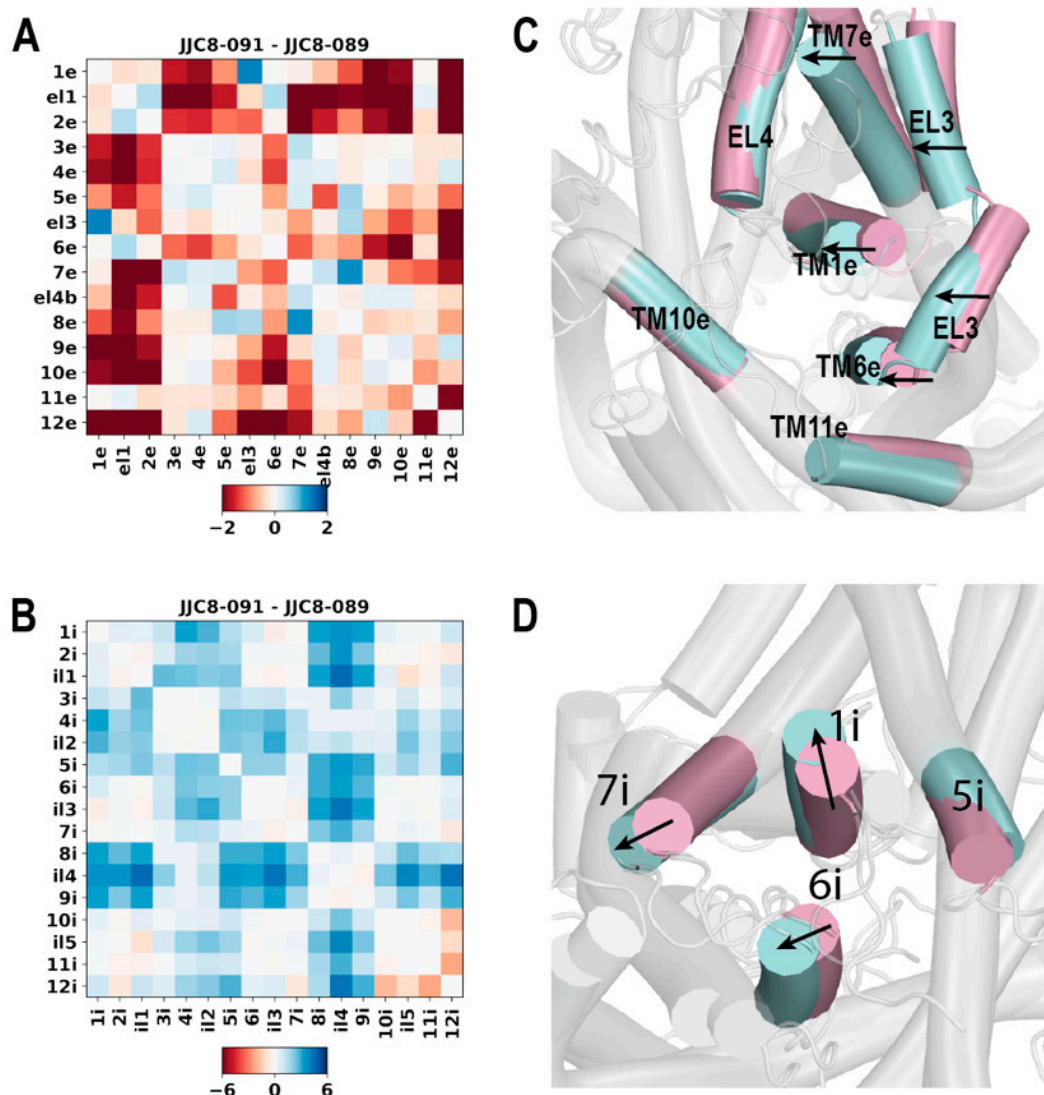 A
JJC8-091 - JJC8-089
1e
el1
2e
3e
4e
5e
el3
6e
7e
el4b
8e
9e
10e
11e
12e
1e
el1
2e
3e
4e
5e
el3
6e
7e
el4b
8e
9e
10e
11e
12e
−2 0 2
C
TM7e
EL4
EL3
TM1e
TM10e
EL3
TM6e
TM11e
B
JJC8-091 - JJC8-089
1i
2i
il1
3i
4i
il2
5i
6i
il3
7i
8i
il4
9i
10i
il5
11i
12i
1i
2i
il1
3i
4i
il2
5i
6i
il3
7i
8i
il4
9i
10i
il5
11i
12i
−6 0 6
D
1i
7i
5i
6i